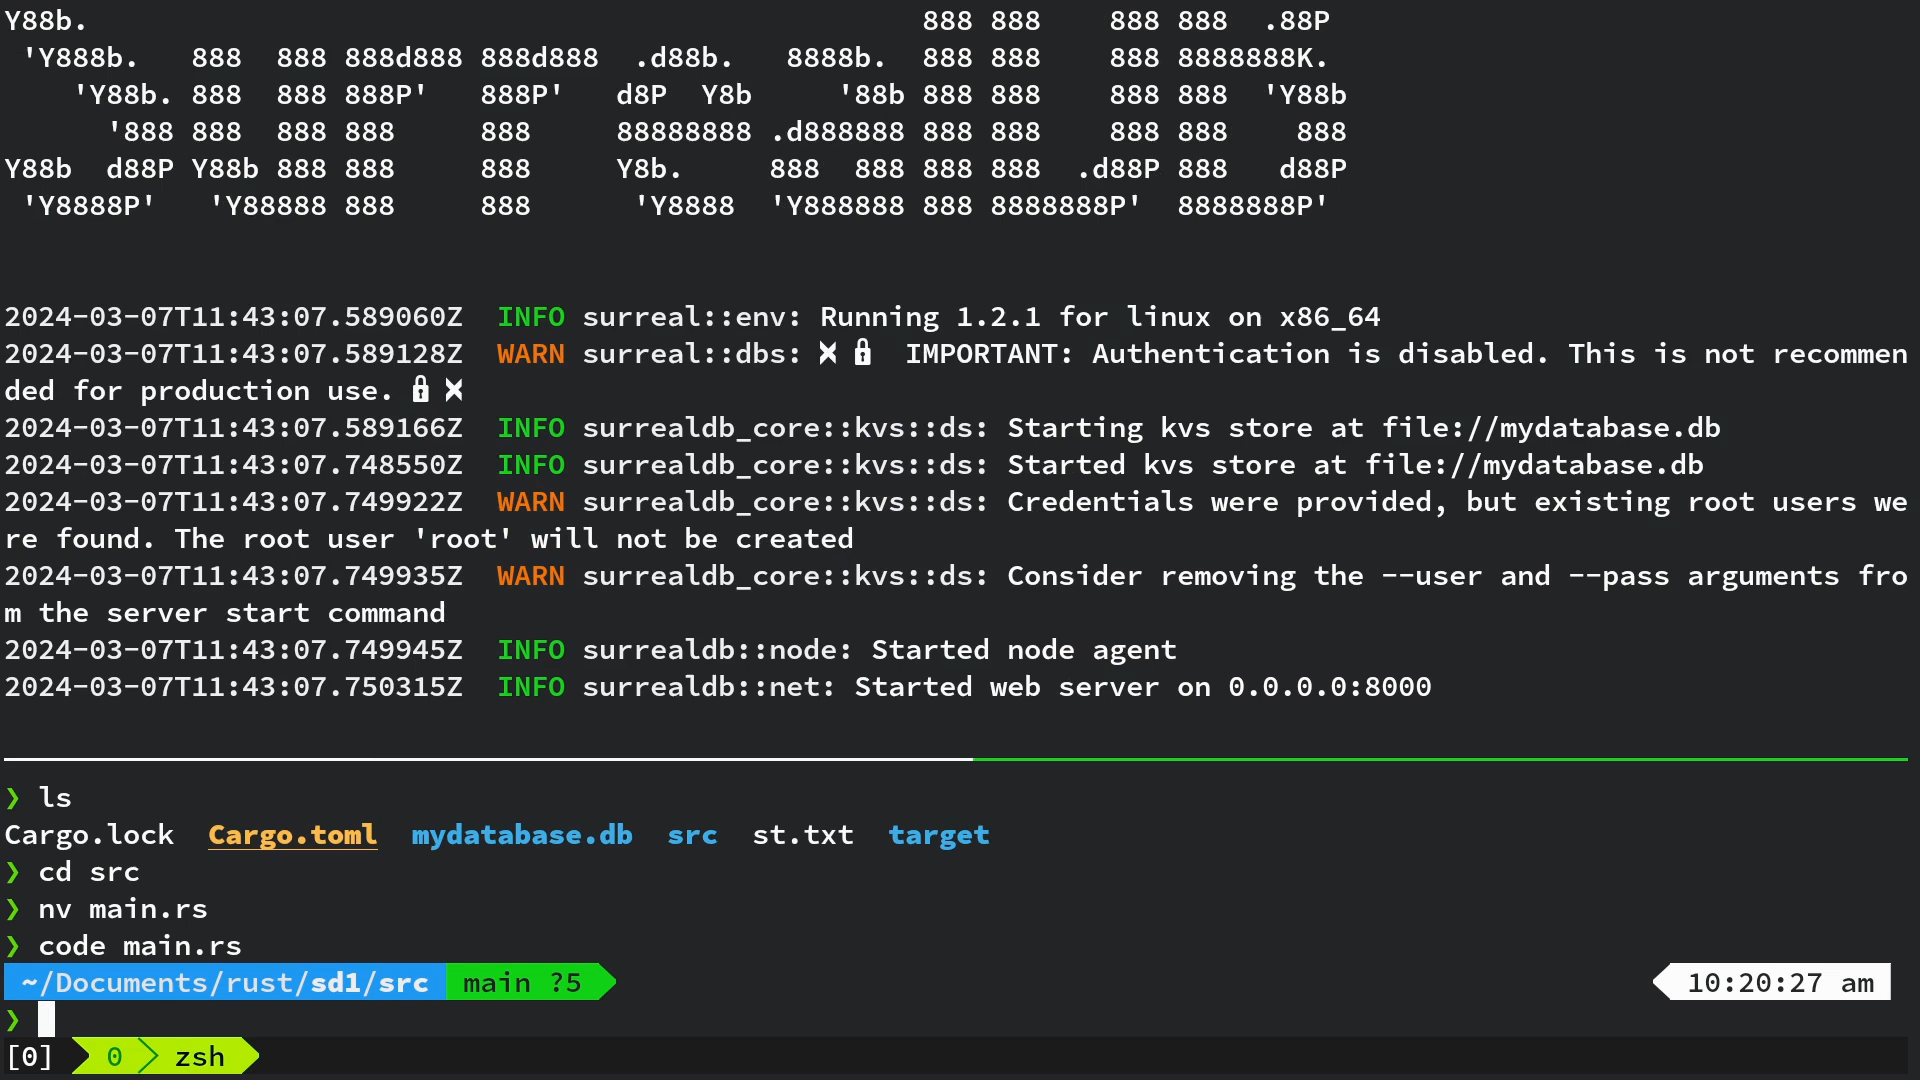 Y88b.                                                 888 888    888 888  .88P
 'Y888b.   888  888 888d888 888d888  .d88b.   8888b.  888 888    888 8888888K.
    'Y88b. 888  888 888P'   888P'   d8P  Y8b     '88b 888 888    888 888  'Y88b
      '888 888  888 888     888     88888888 .d888888 888 888    888 888    888
Y88b  d88P Y88b 888 888     888     Y8b.     888  888 888 888  .d88P 888   d88P
 'Y8888P'   'Y88888 888     888      'Y8888  'Y888888 888 8888888P'  8888888P'
2024-03-07T11:43:07.589060Z  INFO surreal::env: Running 1.2.1 for linux on x86_64
2024-03-07T11:43:07.589128Z  WARN surreal::dbs: ❌🔒 IMPORTANT: Authentication is disabled. This is not recommen
ded for production use. 🔒❌
2024-03-07T11:43:07.589166Z  INFO surrealdb_core::kvs::ds: Starting kvs store at file://mydatabase.db
2024-03-07T11:43:07.748550Z  INFO surrealdb_core::kvs::ds: Started kvs store at file://mydatabase.db
2024-03-07T11:43:07.749922Z  WARN surrealdb_core::kvs::ds: Credentials were provided, but existing root users we
re found. The root user 'root' will not be created
2024-03-07T11:43:07.749935Z  WARN surrealdb_core::kvs::ds: Consider removing the --user and --pass arguments fro
m the server start command
2024-03-07T11:43:07.749945Z  INFO surrealdb::node: Started node agent
2024-03-07T11:43:07.750315Z  INFO surrealdb::net: Started web server on 0.0.0.0:8000
❯ ls
Cargo.lock  Cargo.toml  mydatabase.db  src  st.txt  target
❯ cd src
❯ nv main.rs
❯ code main.rs
~/Documents/rust/sd1/src  main ?5  10:20:27 am
❯
[0]  0  zsh